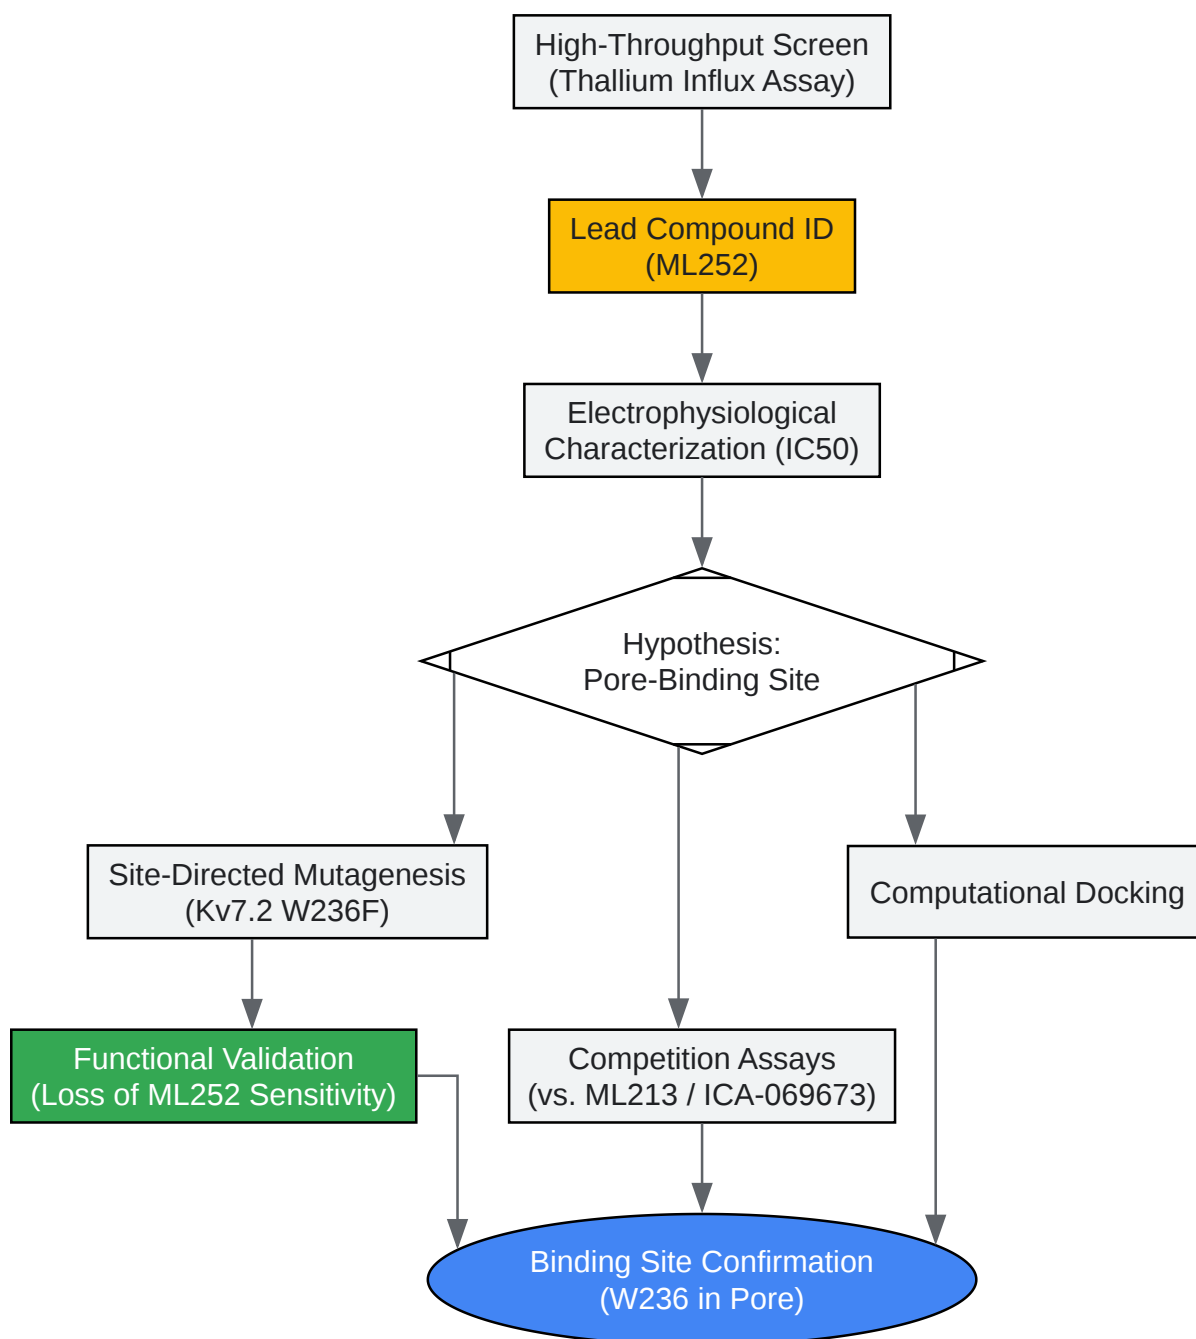 High-Throughput Screen
(Thallium Influx Assay)
Lead Compound ID
(ML252)
Electrophysiological
Characterization (IC50)
Hypothesis:
Pore-Binding Site
Site-Directed Mutagenesis
(Kv7.2 W236F)
Computational Docking
Functional Validation
(Loss of ML252 Sensitivity)
Competition Assays
(vs. ML213 / ICA-069673)
Binding Site Confirmation
(W236 in Pore)